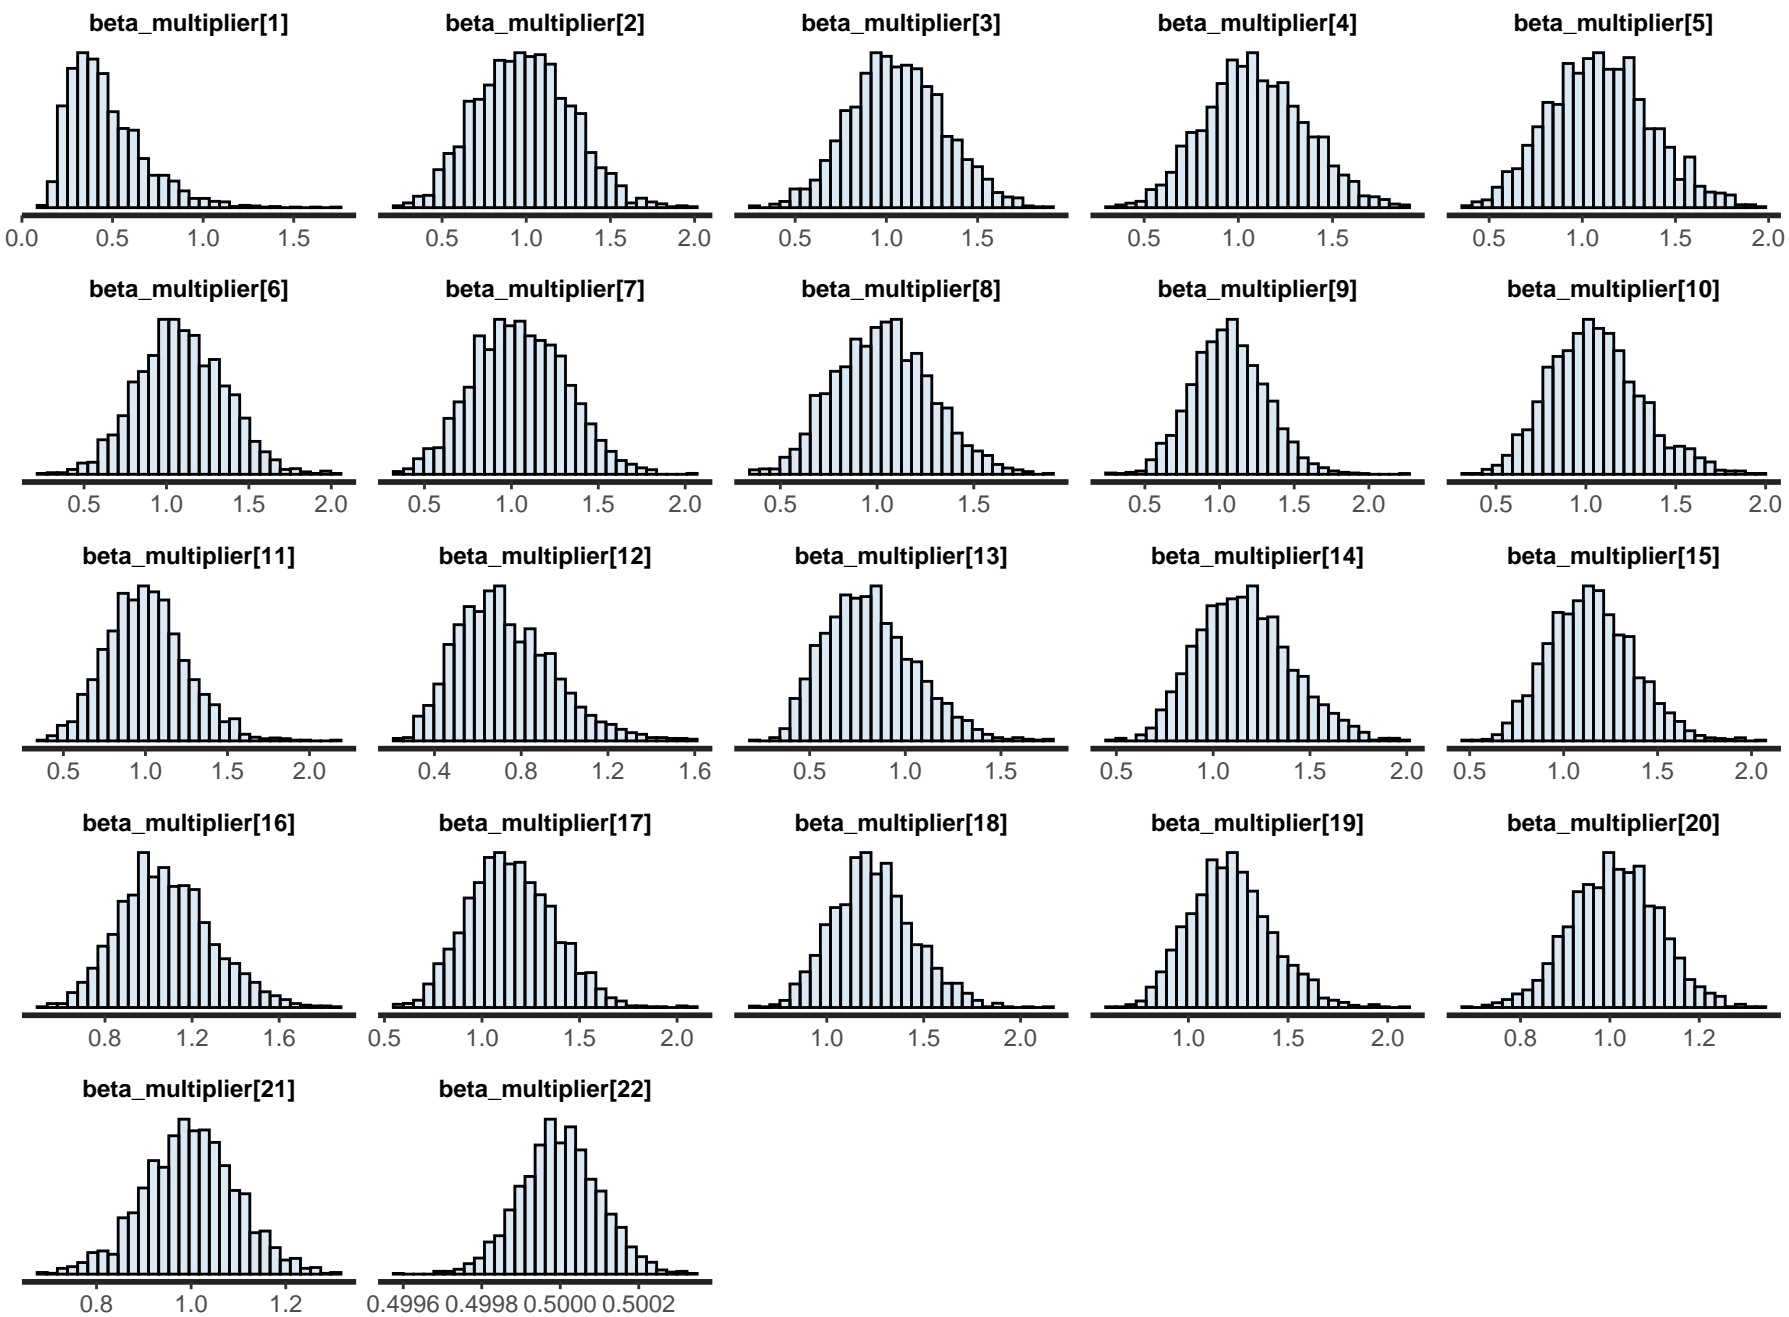 beta_multiplier[1] beta_multiplier[2] beta_multiplier[3] beta_multiplier[4] beta_multiplier[5]
0.0 0.5 1.0 1.5 0.5 1.0 1.5 2.0 0.5 1.0 1.5 0.5 1.0 1.5 0.5 1.0 1.5 2.0
beta_multiplier[6] beta_multiplier[7] beta_multiplier[8] beta_multiplier[9] beta_multiplier[10]
0.5 1.0 1.5 2.0 0.5 1.0 1.5 2.0 0.5 1.0 1.5 0.5 1.0 1.5 2.0 0.5 1.0 1.5 2.0
beta_multiplier[11] beta_multiplier[12] beta_multiplier[13] beta_multiplier[14] beta_multiplier[15]
0.5 1.0 1.5 2.0 0.4 0.8 1.2 1.6 0.5 1.0 1.5 0.5 1.0 1.5 2.0 0.5 1.0 1.5 2.0
beta_multiplier[16] beta_multiplier[17] beta_multiplier[18] beta_multiplier[19] beta_multiplier[20]
0.8 1.2 1.6 0.5 1.0 1.5 2.0 1.0 1.5 2.0 1.0 1.5 2.0 0.8 1.0 1.2
beta_multiplier[21] beta_multiplier[22]
0.8 1.0 1.2 0.4996 0.4998 0.5000 0.5002